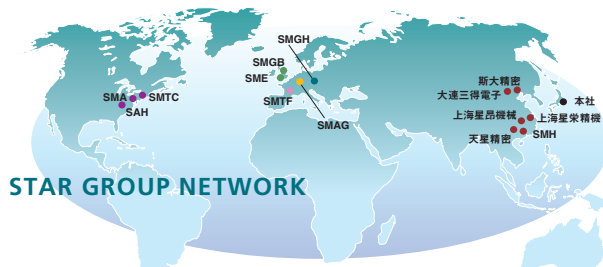 SMGH
SMGB
SME
SMTF
SMAG
SMA
SMTC
SAH
斯大精密
大連三得電子
本社
上海星昂機械
上海星栄精機
天星精密
SMH
STAR GROUP NETWORK